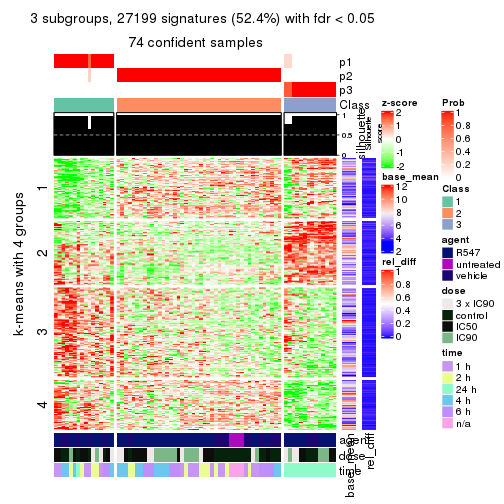 3 subgroups, 27199 signatures (52.4%) with fdr < 0.05
74 confident samples
p1
p2
p3
Class
silhouette
Silhouette score
1
0.5
0
k-means with 4 groups
1
2
3
4
agent
dose
time
base_mean
rel_diff
z-score
2
1
0
-1
-2
base_mean
12
10
8
6
4
2
rel_diff
1
0.8
0.6
0.4
0.2
0
Prob
1
0.8
0.6
0.4
0.2
0
Class
1
2
3
agent
R547
untreated
vehicle
dose
3 x IC90
control
IC50
IC90
time
1 h
2 h
24 h
4 h
6 h
n/a